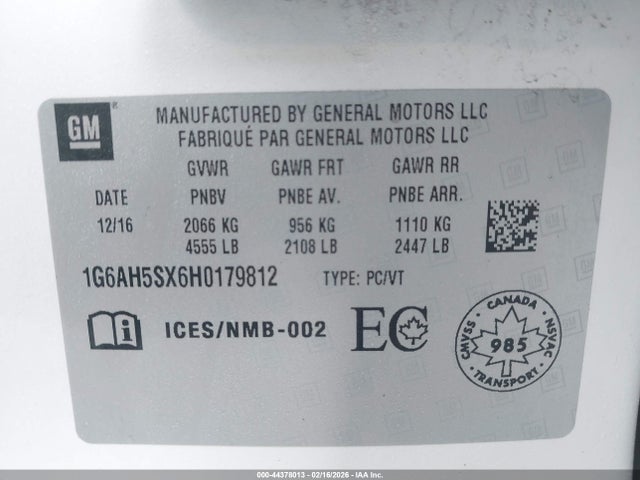 GM
MANUFACTURED BY GENERAL MOTORS LLC
FABRIQUÉ PAR GENERAL MOTORS LLC
GVWR GAWR FRT GAWR RR
DATE PNBV PNBE AV. PNBE ARR.
12/16 2066 KG 956 KG 1110 KG
4555 LB 2108 LB 2447 LB
1G6AH5SX6H0179812 TYPE: PC/VT
ICES/NMB-002 EC
CANADA
CMVSS 985 NSVAC
TRANSPORT
000-44378013 - 02/16/2026 - IAA Inc.